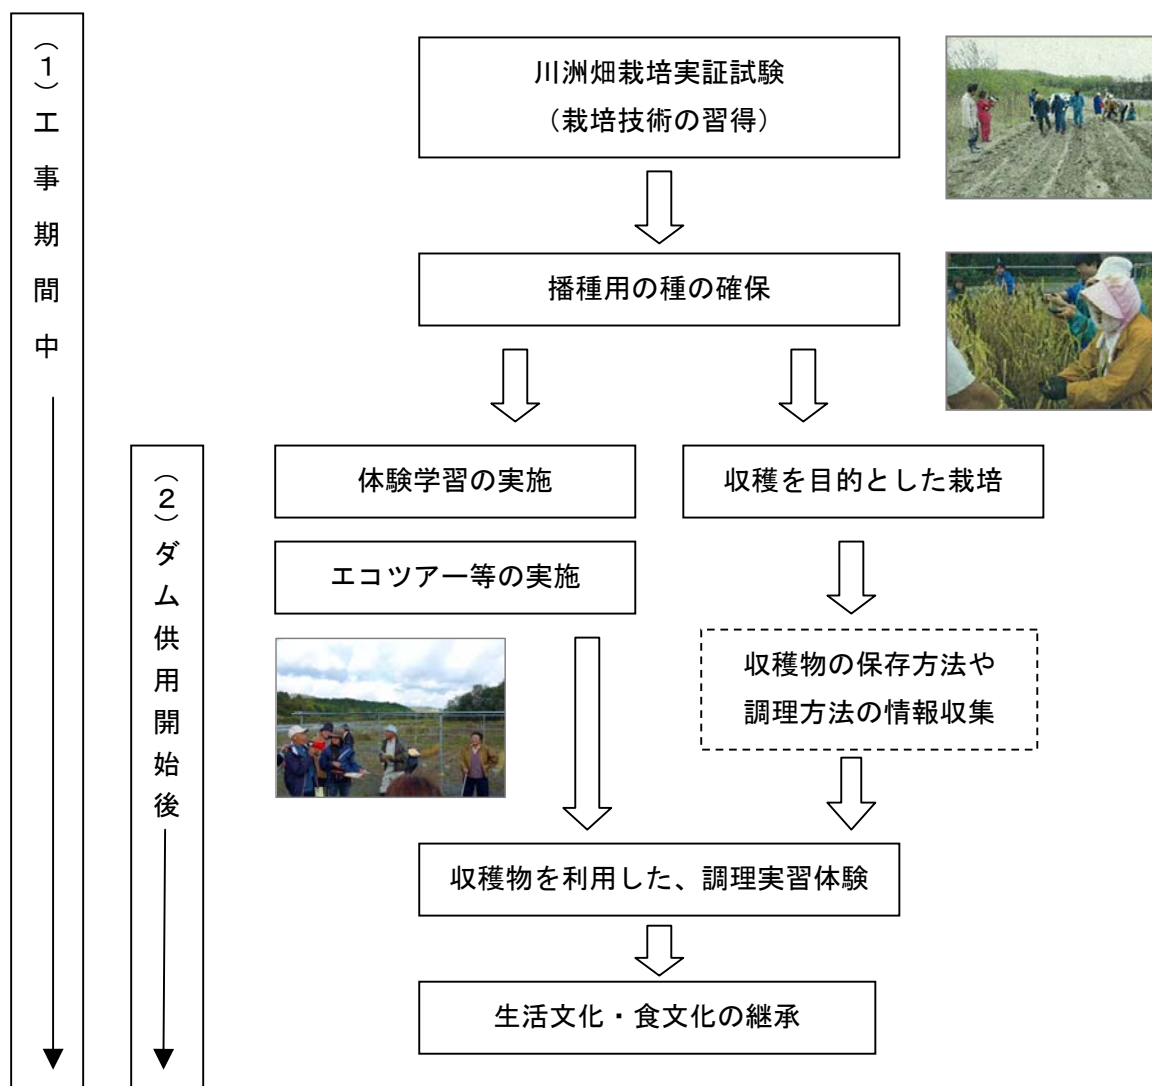 （１）工事期間中
川洲畑栽培実証試験
（栽培技術の習得）
播種用の種の確保
（２）ダム供用開始後
体験学習の実施
収穫を目的とした栽培
エコツアー等の実施
収穫物の保存方法や
調理方法の情報収集
収穫物を利用した、調理実習体験
生活文化・食文化の継承